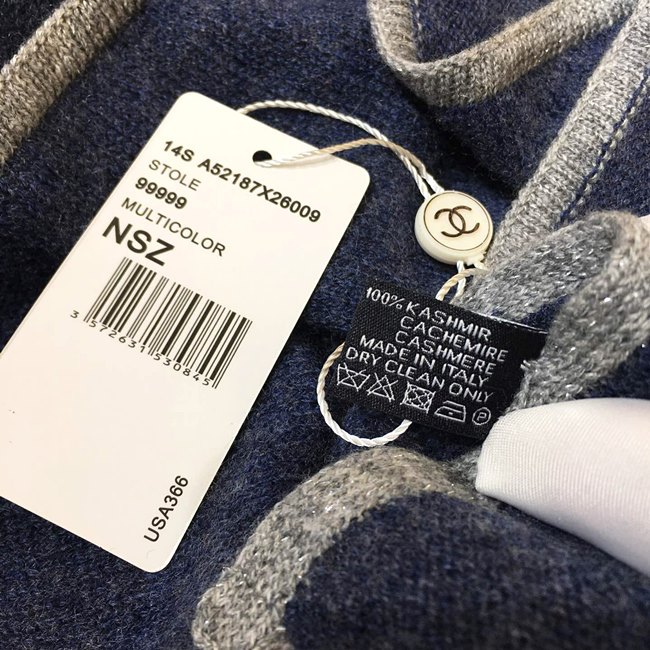 14S A52187X26009
STOLE
99999
MULTICOLOR
NSZ
3 572631 530845
USA366
100% KASHMIR
CACHEMIRE
CASHMERE
MADE IN ITALY
DRY CLEAN ONLY
P